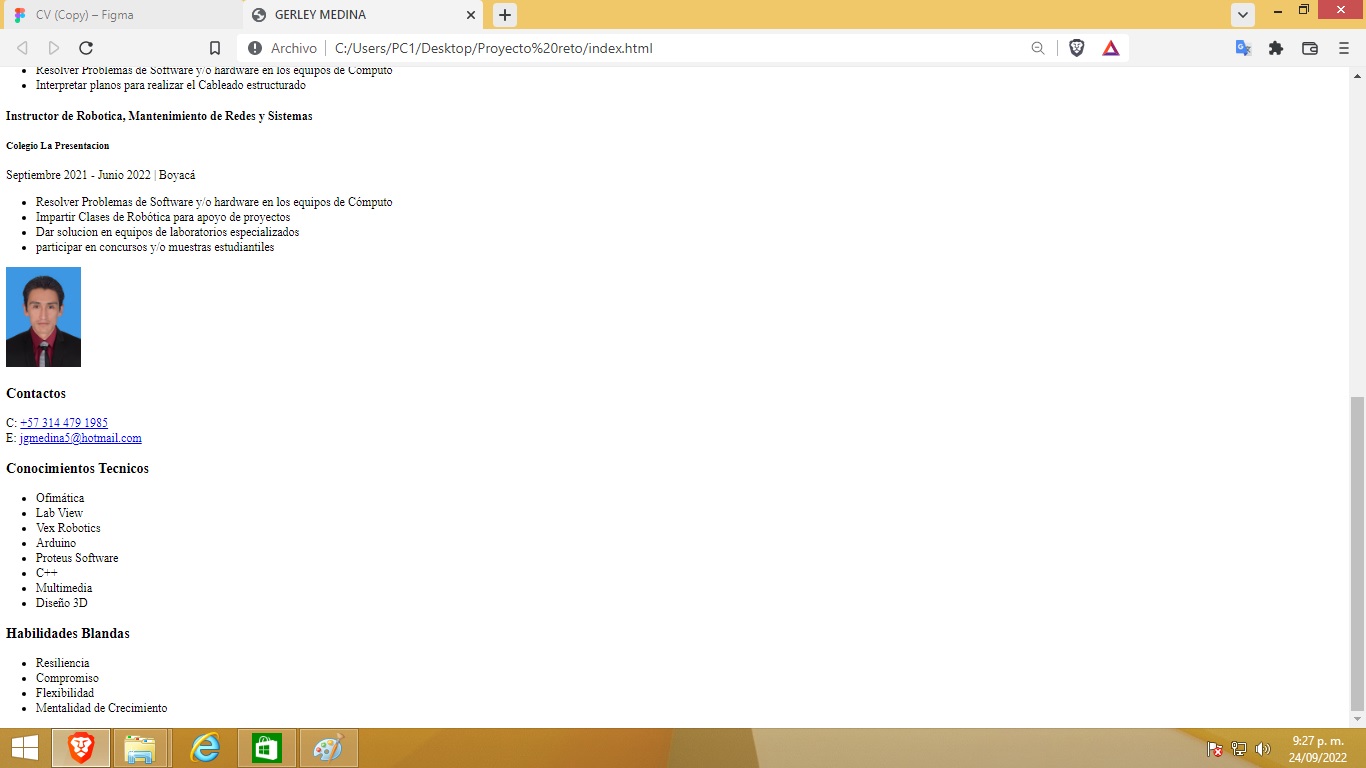 CV (Copy) – Figma
GERLEY MEDINA
Archivo
C:/Users/PC1/Desktop/Proyecto%20reto/index.html
Resolver Problemas de Software y/o hardware en los equipos de Cómputo
Interpretar planos para realizar el Cableado estructurado
Instructor de Robotica, Mantenimiento de Redes y Sistemas
Colegio La Presentacion
Septiembre 2021 - Junio 2022 | Boyacá
Resolver Problemas de Software y/o hardware en los equipos de Cómputo
Impartir Clases de Robótica para apoyo de proyectos
Dar solucion en equipos de laboratorios especializados
participar en concursos y/o muestras estudiantiles
Contactos
C: +57 314 479 1985
E: jgmedina5@hotmail.com
Conocimientos Tecnicos
Ofimática
Lab View
Vex Robotics
Arduino
Proteus Software
C++
Multimedia
Diseño 3D
Habilidades Blandas
Resiliencia
Compromiso
Flexibilidad
Mentalidad de Crecimiento
9:27 p. m.
24/09/2022